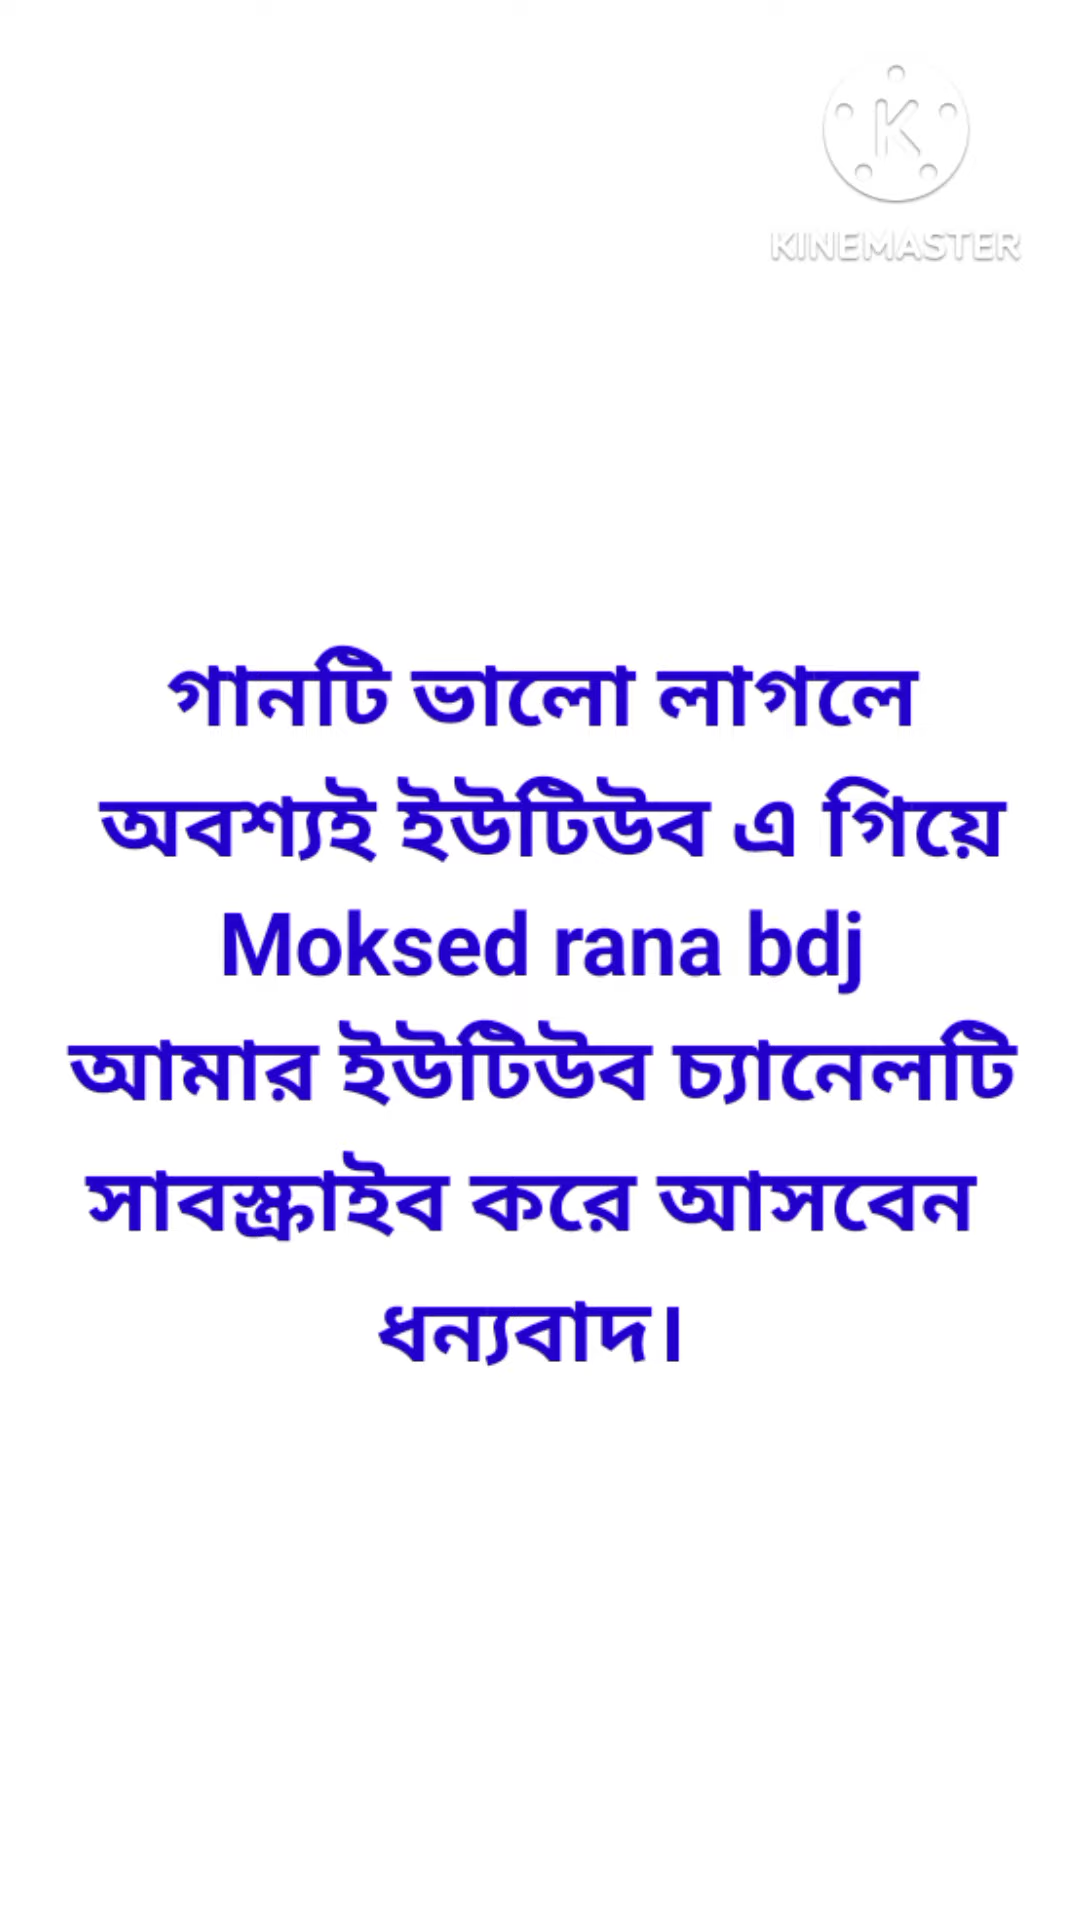 KINEMASTER
গানটি ভালো লাগলে
অবশ্যই ইউটিউব এ গিয়ে
Moksed rana bdj
আমার ইউটিউব চ্যানেলটি
সাবস্ক্রাইব করে আসবেন
ধন্যবাদ।